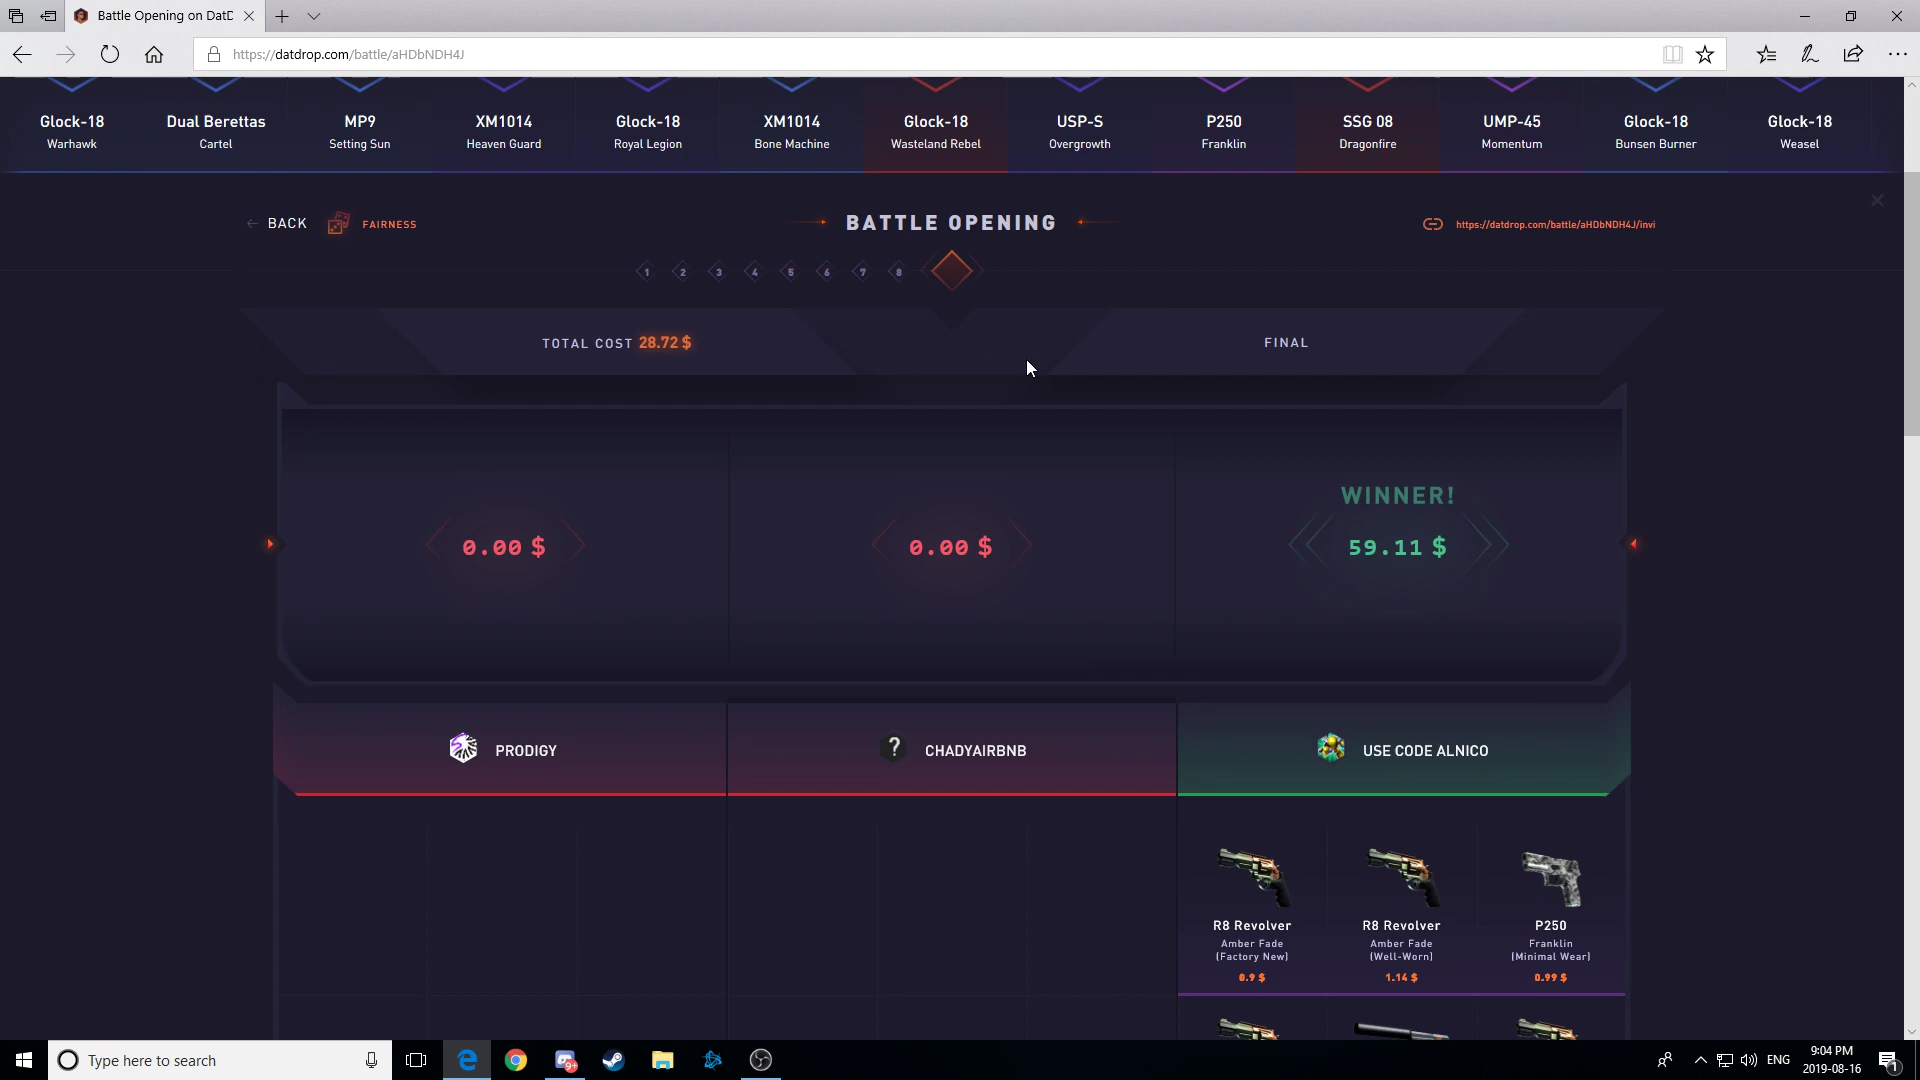 Battle Opening on DatD
https://datdrop.com/battle/aHDbNDH4J
Glock-18 Dual Berettas MP9 XM1014 Glock-18 XM1014 Glock-18 USP-S P250 SSG 08 UMP-45 Glock-18 Glock-18
Warhawk Cartel Setting Sun Heaven Guard Royal Legion Bone Machine Wasteland Rebel Overgrowth Franklin Dragonfire Momentum Bunsen Burner Weasel
BACK FAIRNESS BATTLE OPENING https://datdrop.com/battle/aHDbNDH4J/invi
1 2 3 4 5 6 7 8
TOTAL COST 28.72 $ FINAL
WINNER!
0.00 $ 0.00 $ 59.11 $
PRODIGY ? CHADYAIRBNB USE CODE ALNICO
R8 Revolver R8 Revolver P250
Amber Fade Amber Fade Franklin
(Factory New) (Well-Worn) (Minimal Wear)
0.9 $ 1.14 $ 0.99 $
Type here to search 9+ ENG 9:04 PM 1
2019-08-16